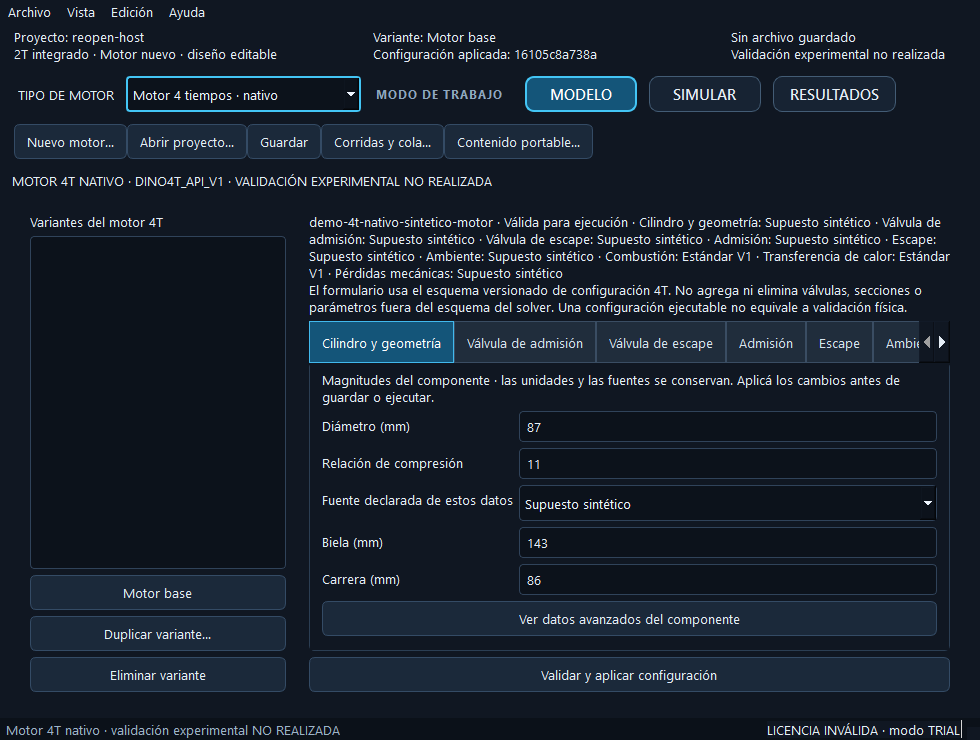 Archivo Vista Edición Ayuda
Proyecto: reopen-host
2T integrado · Motor nuevo · diseño editable
Variante: Motor base
Configuración aplicada: 16105c8a738a
Sin archivo guardado
Validación experimental no realizada
TIPO DE MOTOR Motor 4 tiempos · nativo MODO DE TRABAJO MODELO SIMULAR RESULTADOS
Nuevo motor... Abrir proyecto... Guardar Corridas y cola... Contenido portable...
MOTOR 4T NATIVO · DINO4T_API_V1 · VALIDACIÓN EXPERIMENTAL NO REALIZADA
Variantes del motor 4T
Motor base
Duplicar variante...
Eliminar variante
demo-4t-nativo-sintetico-motor · Válida para ejecución · Cilindro y geometría: Supuesto sintético · Válvula de
admisión: Supuesto sintético · Válvula de escape: Supuesto sintético · Admisión: Supuesto sintético · Escape:
Supuesto sintético · Ambiente: Supuesto sintético · Combustión: Estándar V1 · Transferencia de calor: Estándar
V1 · Pérdidas mecánicas: Supuesto sintético
El formulario usa el esquema versionado de configuración 4T. No agrega ni elimina válvulas, secciones o
parámetros fuera del esquema del solver. Una configuración ejecutable no equivale a validación física.
Cilindro y geometría Válvula de admisión Válvula de escape Admisión Escape Ambie
Magnitudes del componente · las unidades y las fuentes se conservan. Aplicá los cambios antes de
guardar o ejecutar.
Diámetro (mm) 87
Relación de compresión 11
Fuente declarada de estos datos Supuesto sintético
Biela (mm) 143
Carrera (mm) 86
Ver datos avanzados del componente
Validar y aplicar configuración
Motor 4T nativo · validación experimental NO REALIZADA
LICENCIA INVÁLIDA · modo TRIAL